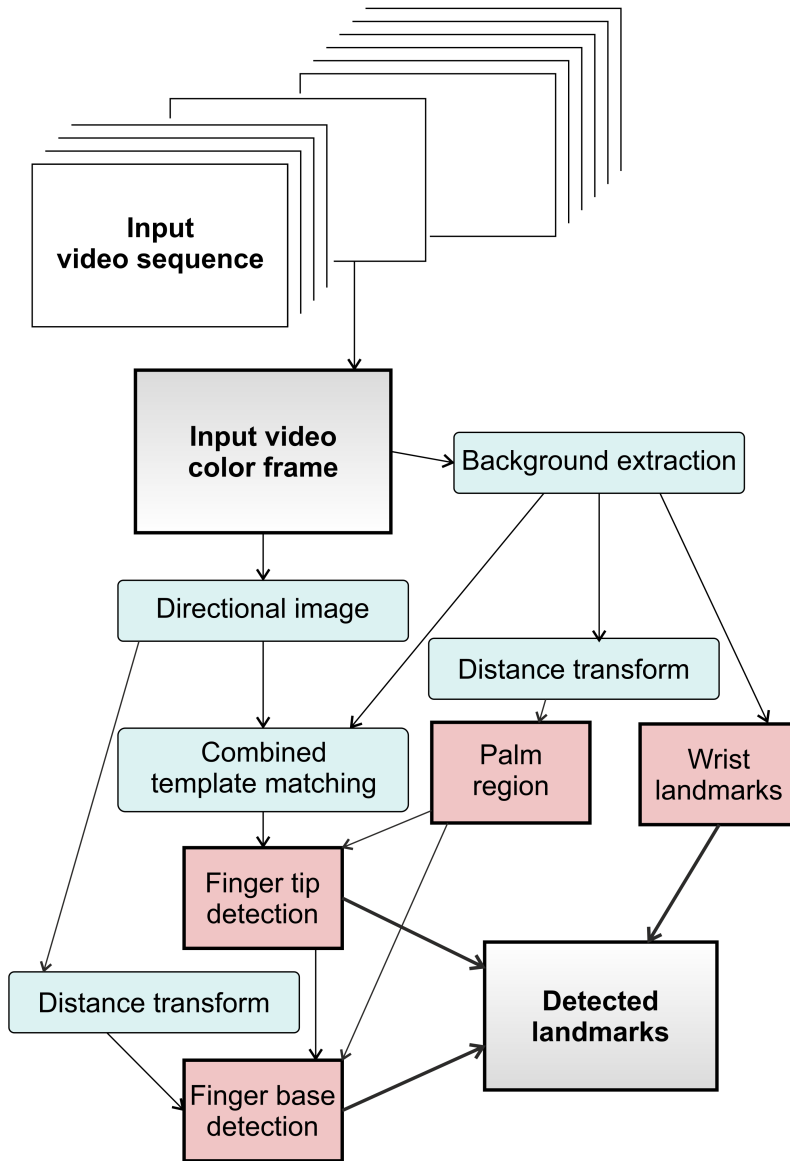 Input
video sequence
Input video
color frame
Background extraction
Directional image
Distance transform
Combined
template matching
Palm
region
Wrist
landmarks
Finger tip
detection
Distance transform
Detected
landmarks
Finger base
detection